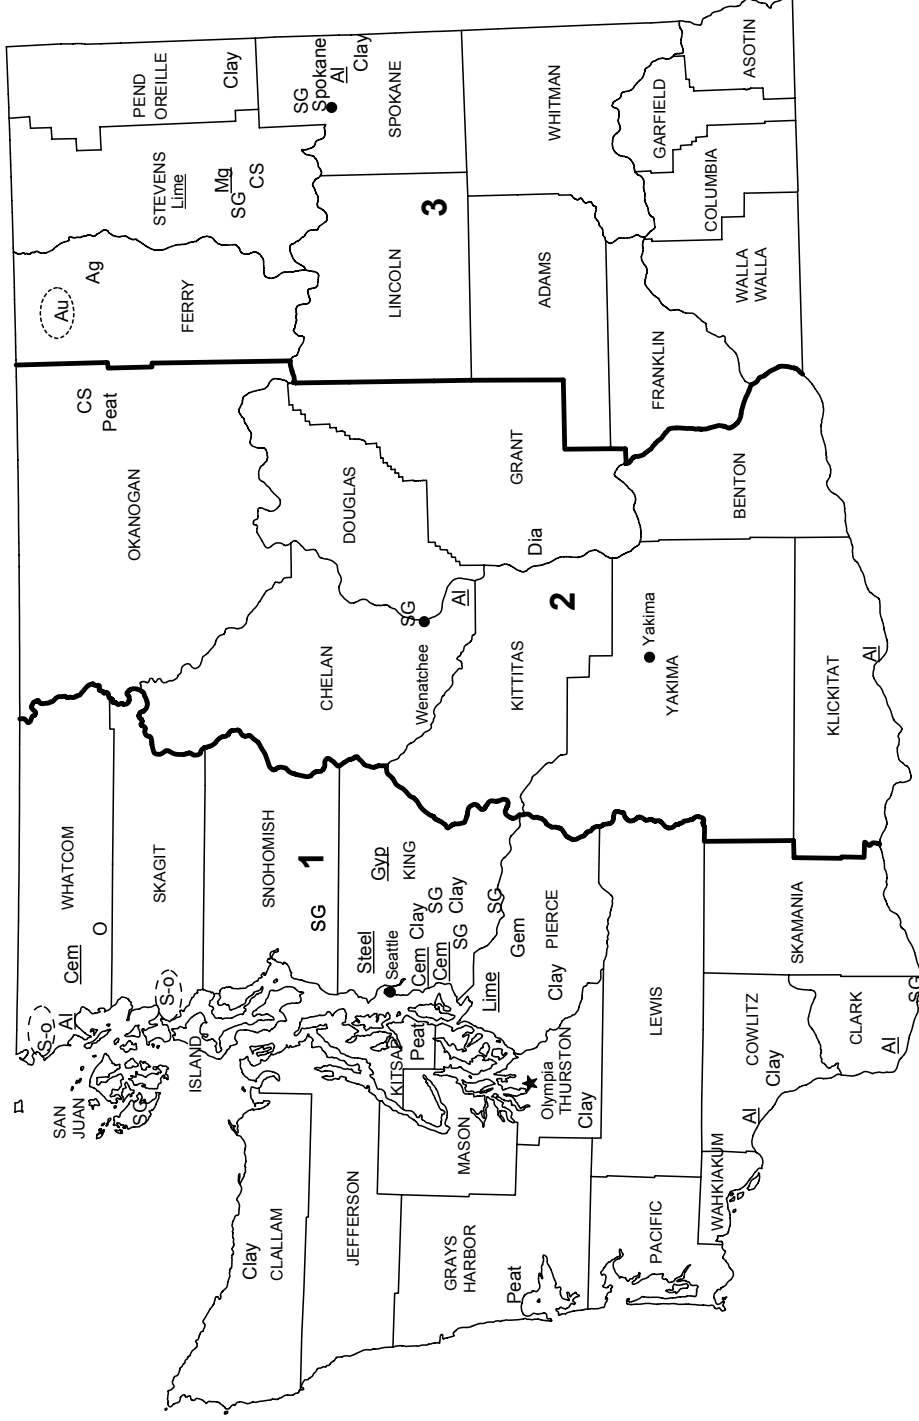 S-o
Al
WHATCOM
Cem
O
SAN
JUAN
SG
S-o
SKAGIT
ISLAND
SNOHOMISH
1
SG
Clay
CLALLAM
JEFFERSON
KITSAP
Peat
Steel
Seattle
Gyp
KING
Cem
Clay
Cem
SG
SG
Clay
SG
MASON
GRAYS
HARBOR
Peat
Lime
Gem
PIERCE
Clay
Olympia
THURSTON
Clay
PACIFIC
LEWIS
WAHKIAKUM
Al
COWLITZ
Clay
SKAMANIA
CLARK
Al
SG
OKANOGAN
CS
Peat
CHELAN
DOUGLAS
SG
Wenatchee
Al
KITTITAS
2
GRANT
Dia
Yakima
YAKIMA
BENTON
KLICKITAT
Al
Au
Ag
FERRY
STEVENS
Lime
Mg
SG
CS
PEND
OREILLE
Clay
LINCOLN
3
SG
Spokane
Al
Clay
SPOKANE
ADAMS
WHITMAN
FRANKLIN
WALLA
WALLA
COLUMBIA
GARFIELD
ASOTIN